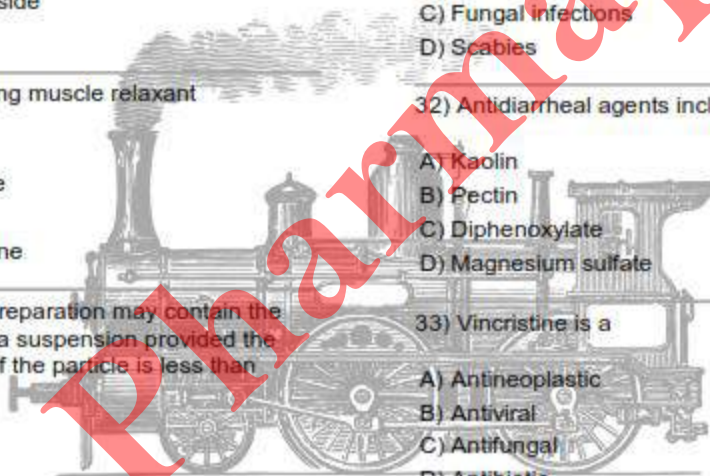 side
ng muscle relaxant
e
ne
reparation may contain the
a suspension provided the
f the particle is less than
C) Fungal infections
D) Scabies
32) Antidiarrheal agents incl
A) Kaolin
B) Pectin
C) Diphenoxylate
D) Magnesium sulfate
33) Vincristine is a
A) Antineoplastic
B) Antiviral
C) Antifungal
D) Antibiotic
Pharma